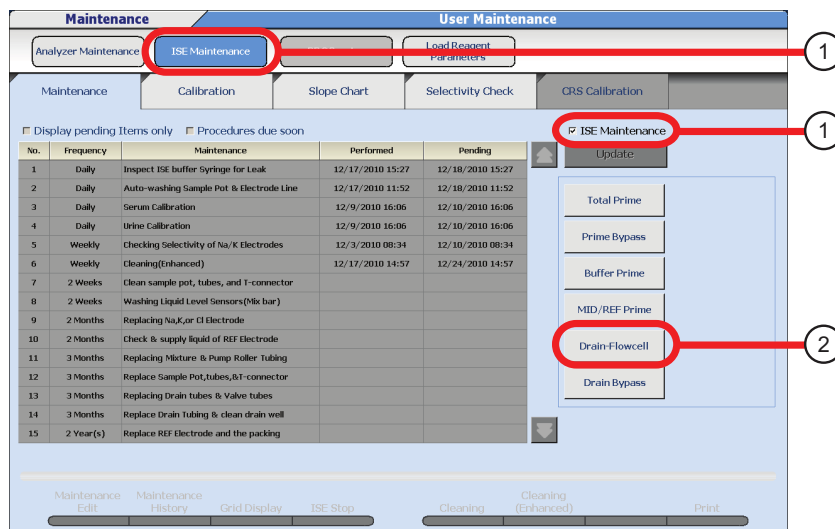 Maintenance
User Maintenance
Analyzer Maintenance
ISE Maintenance
Load Reagent
Parameters
1
Maintenance
Calibration
Slope Chart
Selectivity Check
CRS Calibration
Display pending Items only
Procedures due soon
ISE Maintenance
1
Update
No. Frequency Maintenance Performed Pending
1 Daily Inspect ISE buffer Syringe for Leak 12/17/2010 15:27 12/18/2010 15:27
2 Daily Auto-washing Sample Pot & Electrode Line 12/17/2010 11:52 12/18/2010 11:52
3 Daily Serum Calibration 12/9/2010 16:06 12/10/2010 16:06
4 Daily Urine Calibration 12/9/2010 16:06 12/10/2010 16:06
5 Weekly Checking Selectivity of Na/K Electrodes 12/3/2010 08:34 12/10/2010 08:34
6 Weekly Cleaning(Enhanced) 12/17/2010 14:57 12/24/2010 14:57
7 2 Weeks Clean sample pot, tubes, and T-connector
8 2 Weeks Washing Liquid Level Sensors(Mix bar)
9 2 Months Replacing Na,K,or Cl Electrode
10 2 Months Check & supply liquid of REF Electrode
11 3 Months Replacing Mixture & Pump Roller Tubing
12 3 Months Replace Sample Pot,tubes,&T-connector
13 3 Months Replacing Drain tubes & Valve tubes
14 3 Months Replace Drain Tubing & clean drain well
15 2 Year(s) Replace REF Electrode and the packing
Total Prime
Prime Bypass
Buffer Prime
MID/REF Prime
Drain-Flowcell
2
Drain Bypass
Maintenance
Edit
Maintenance
History
Grid Display
ISE Stop
Cleaning
Cleaning
(Enhanced)
Print